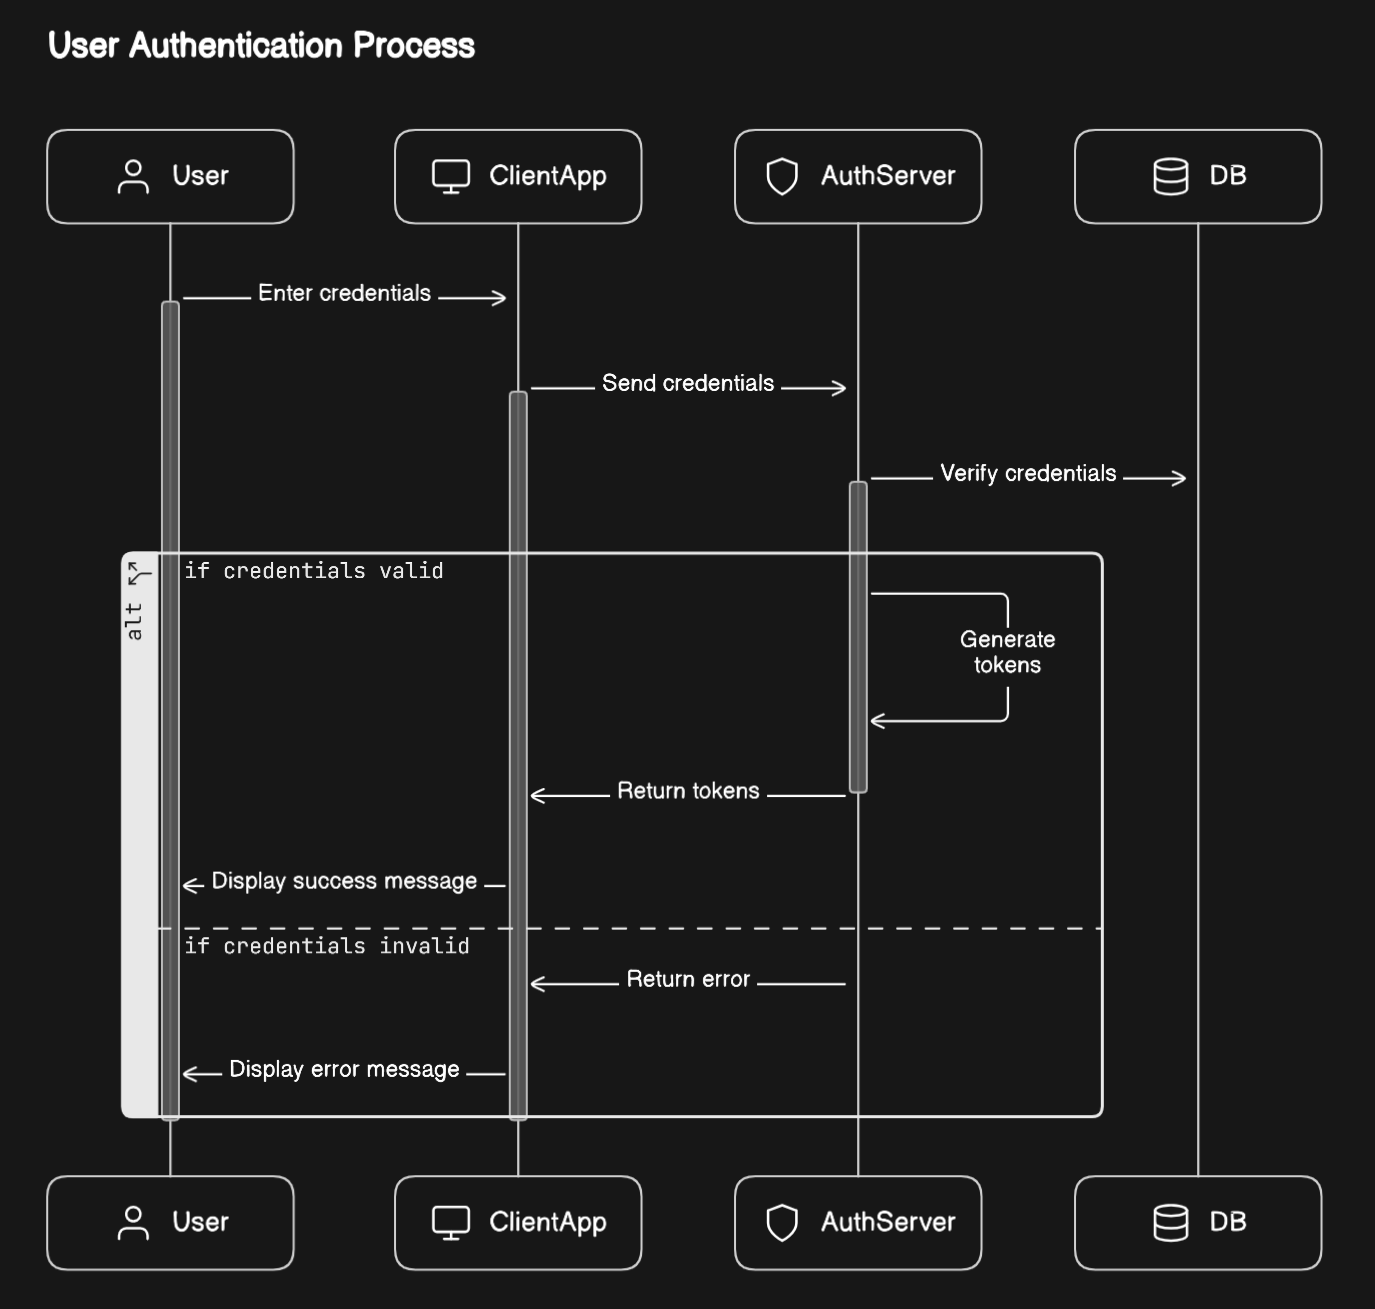 User Authentication Process
User
ClientApp
AuthServer
DB
Enter credentials
Send credentials
Verify credentials
alt
if credentials valid
Generate
tokens
Return tokens
Display success message
if credentials invalid
Return error
Display error message
User
ClientApp
AuthServer
DB